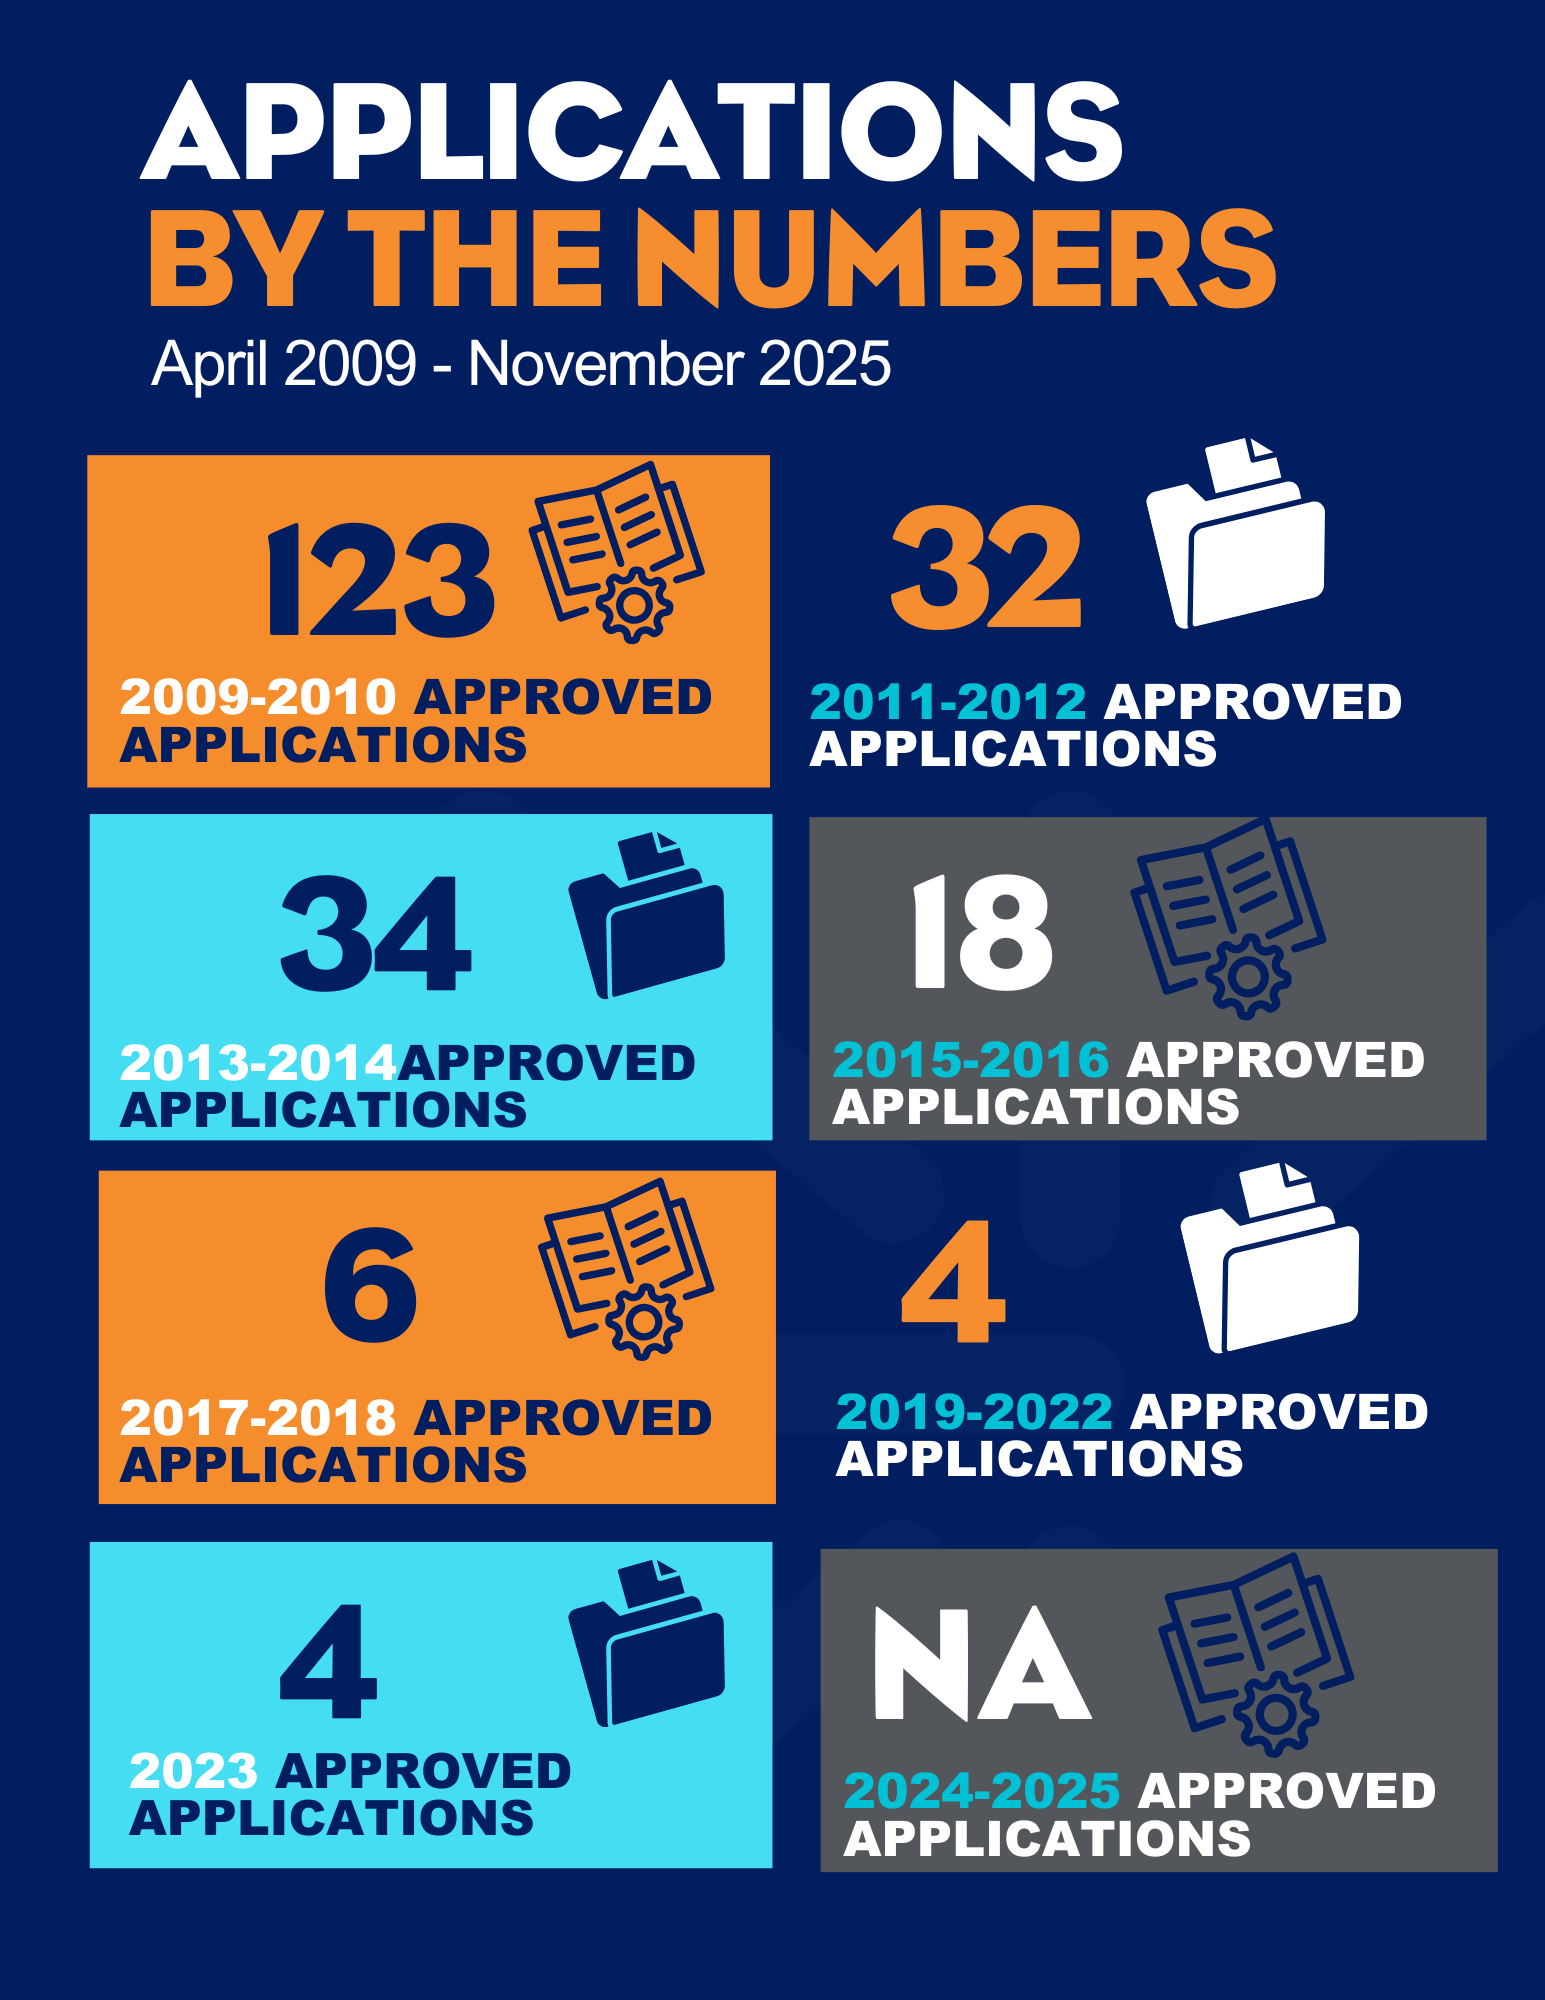 APPLICATIONS
BY THE NUMBERS
April 2009 - November 2025
123
2009-2010 APPROVED
APPLICATIONS
32
2011-2012 APPROVED
APPLICATIONS
34
2013-2014APPROVED
APPLICATIONS
18
2015-2016 APPROVED
APPLICATIONS
6
2017-2018 APPROVED
APPLICATIONS
4
2019-2022 APPROVED
APPLICATIONS
4
2023 APPROVED
APPLICATIONS
NA
2024-2025 APPROVED
APPLICATIONS